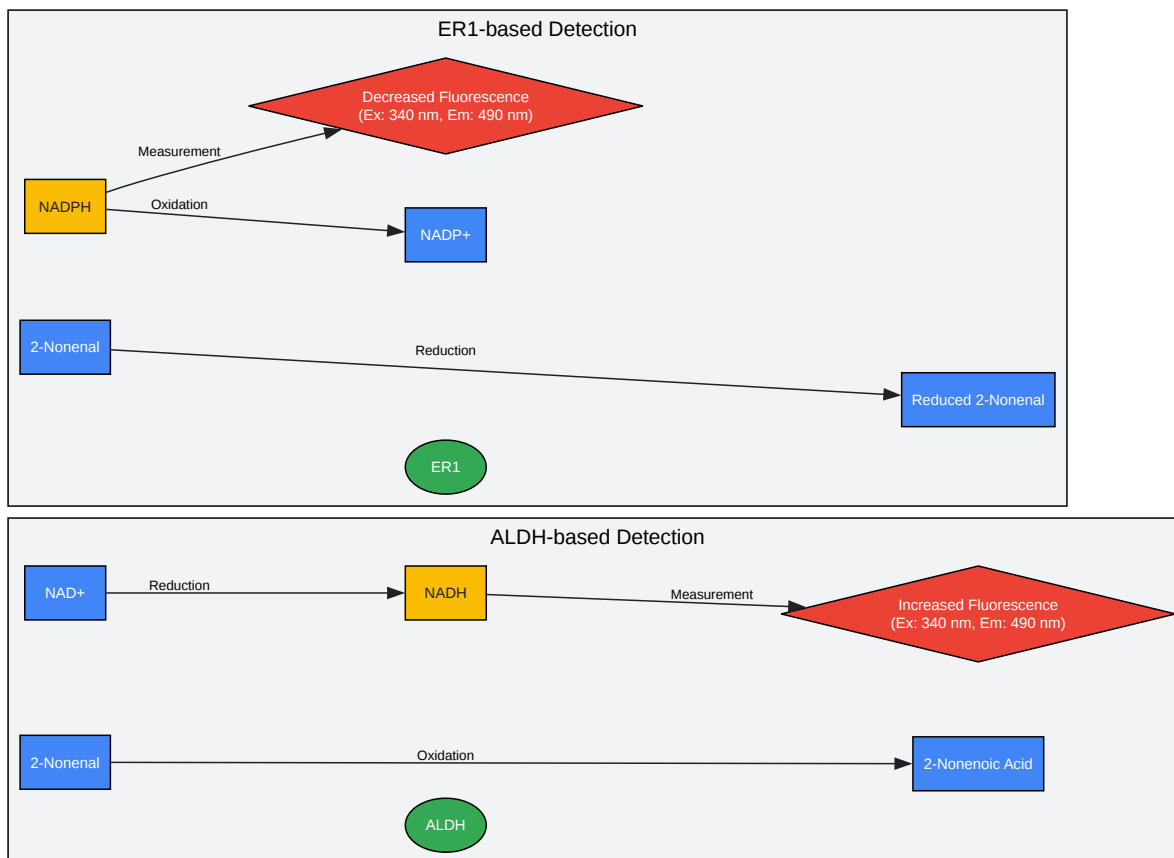 ER1-based Detection
Decreased Fluorescence
(Ex: 340 nm, Em: 490 nm)
Measurement
NADPH
Oxidation
NADP+
2-Nonenal
Reduction
Reduced 2-Nonenal
ER1
ALDH-based Detection
NAD+
Reduction
NADH
Measurement
Increased Fluorescence
(Ex: 340 nm, Em: 490 nm)
2-Nonenal
Oxidation
2-Nonenoic Acid
ALDH